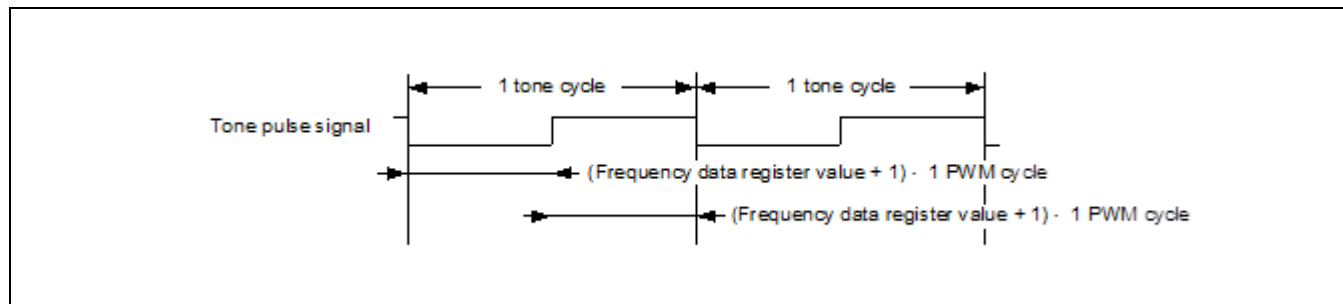 1 tone cycle
1 tone cycle
Tone pulse signal
(Frequency data register value + 1) · 1 PWM cycle
(Frequency data register value + 1) · 1 PWM cycle